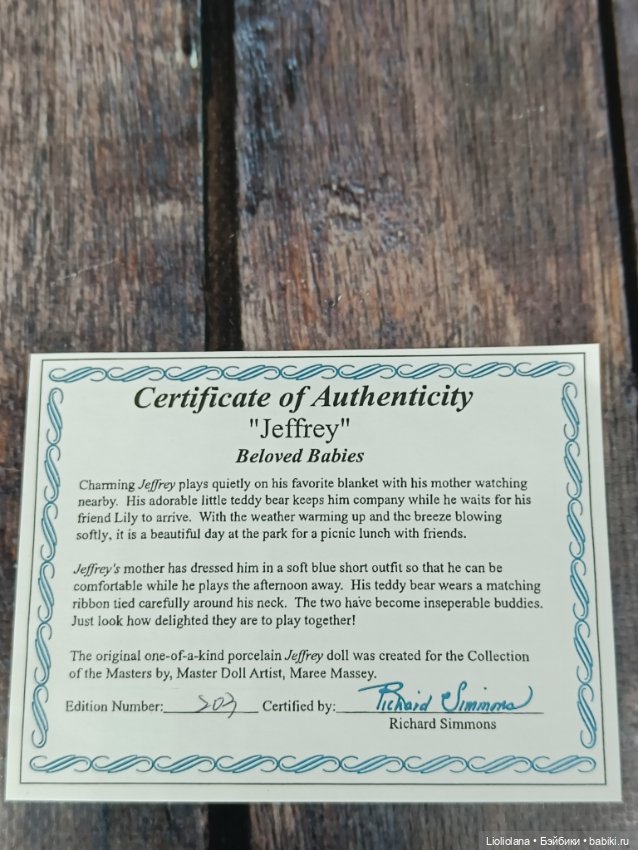 Certificate of Authenticity
"Jeffrey"
Beloved Babies
Charming Jeffrey plays quietly on his favorite blanket with his mother watching
nearby. His adorable little teddy bear keeps him company while he waits for his
friend Lily to arrive. With the weather warming up and the breeze blowing
softly, it is a beautiful day at the park for a picnic lunch with friends.
Jeffrey's mother has dressed him in a soft blue short outfit so that he can be
comfortable while he plays the afternoon away. His teddy bear wears a matching
ribbon tied carefully around his neck. The two have become inseperable buddies.
Just look how delighted they are to play together!
The original one-of-a-kind porcelain Jeffrey doll was created for the Collection
of the Masters by, Master Doll Artist, Maree Massey.
Edition Number: 203 Certified by: Richard Simmons
Richard Simmons
Lioliolana • Бэйбики • babiki.ru